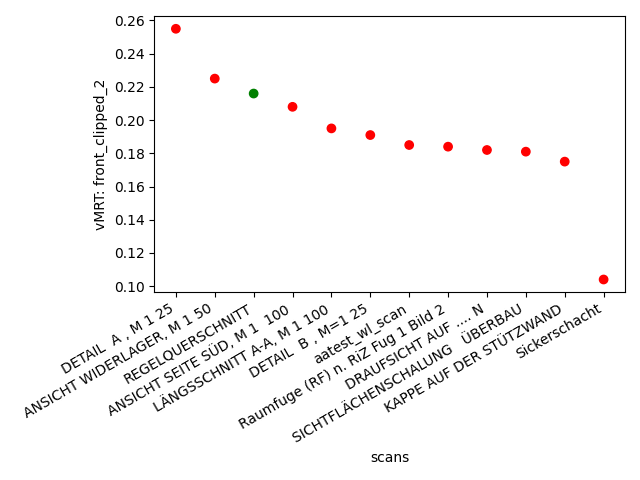 0.26
0.24
0.22
0.20
0.18
0.16
0.14
0.12
0.10
vMRT: front_clipped_2
DETAIL  A , M 1 25
ANSICHT WIDERLAGER, M 1 50
REGELQUERSCHNITT
ANSICHT SEITE SÜD, M 1  100
LÄNGSSCHNITT A-A, M 1 100
DETAIL  B , M=1 25
aatest_wl_scan
Raumfuge (RF) n. RiZ Fug 1 Bild 2
DRAUFSICHT AUF .... N
SICHTFLÄCHENSCHALUNG   ÜBERBAU
KAPPE AUF DER STÜTZWAND
Sickerschacht
scans